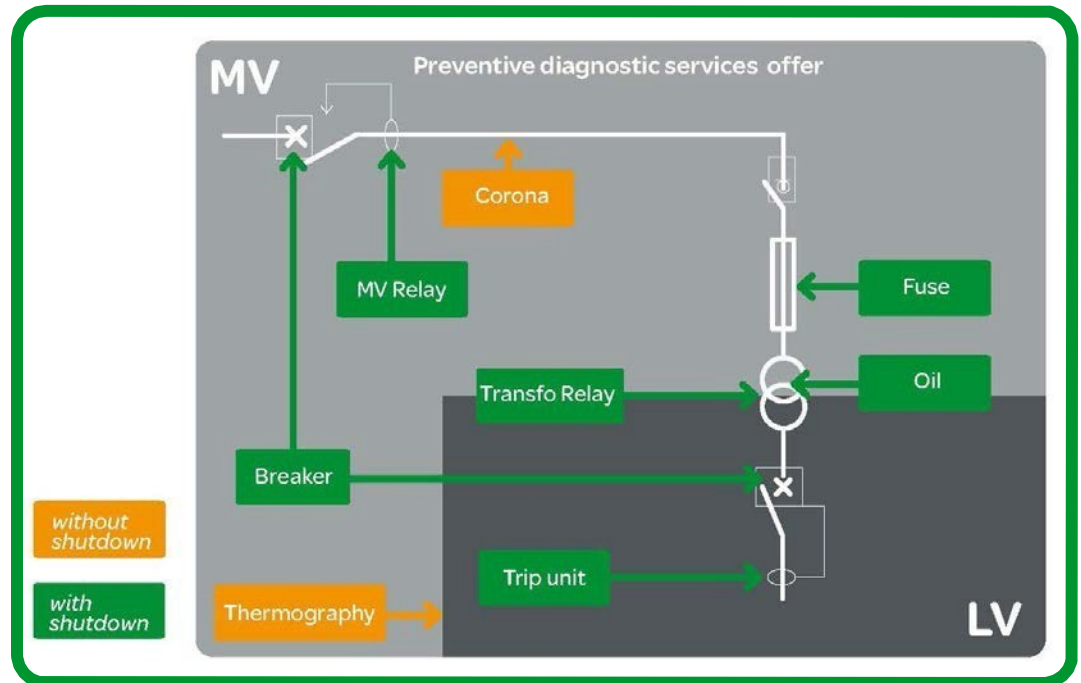 Preventive diagnostic services offer
MV
Corona
MV Relay
Fuse
Oil
Transfo Relay
Breaker
without
shutdown
Trip unit
with
shutdown
Thermography
LV